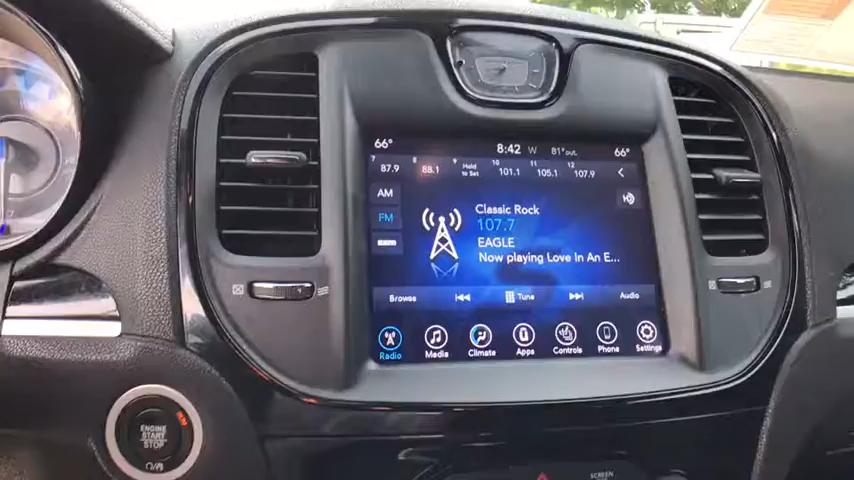 66°
8:42
W
81° out
66°
7
8
9
10
11
12
87.9
88.1
Hold
to Set
101.1
105.1
107.9
AM
FM
Classic Rock
107.7
EAGLE
Now playing Love In An E...
Browse
Tune
Audio
Radio
Media
Climate
Apps
Controls
Phone
Settings
ENGINE
START
STOP
SCREEN